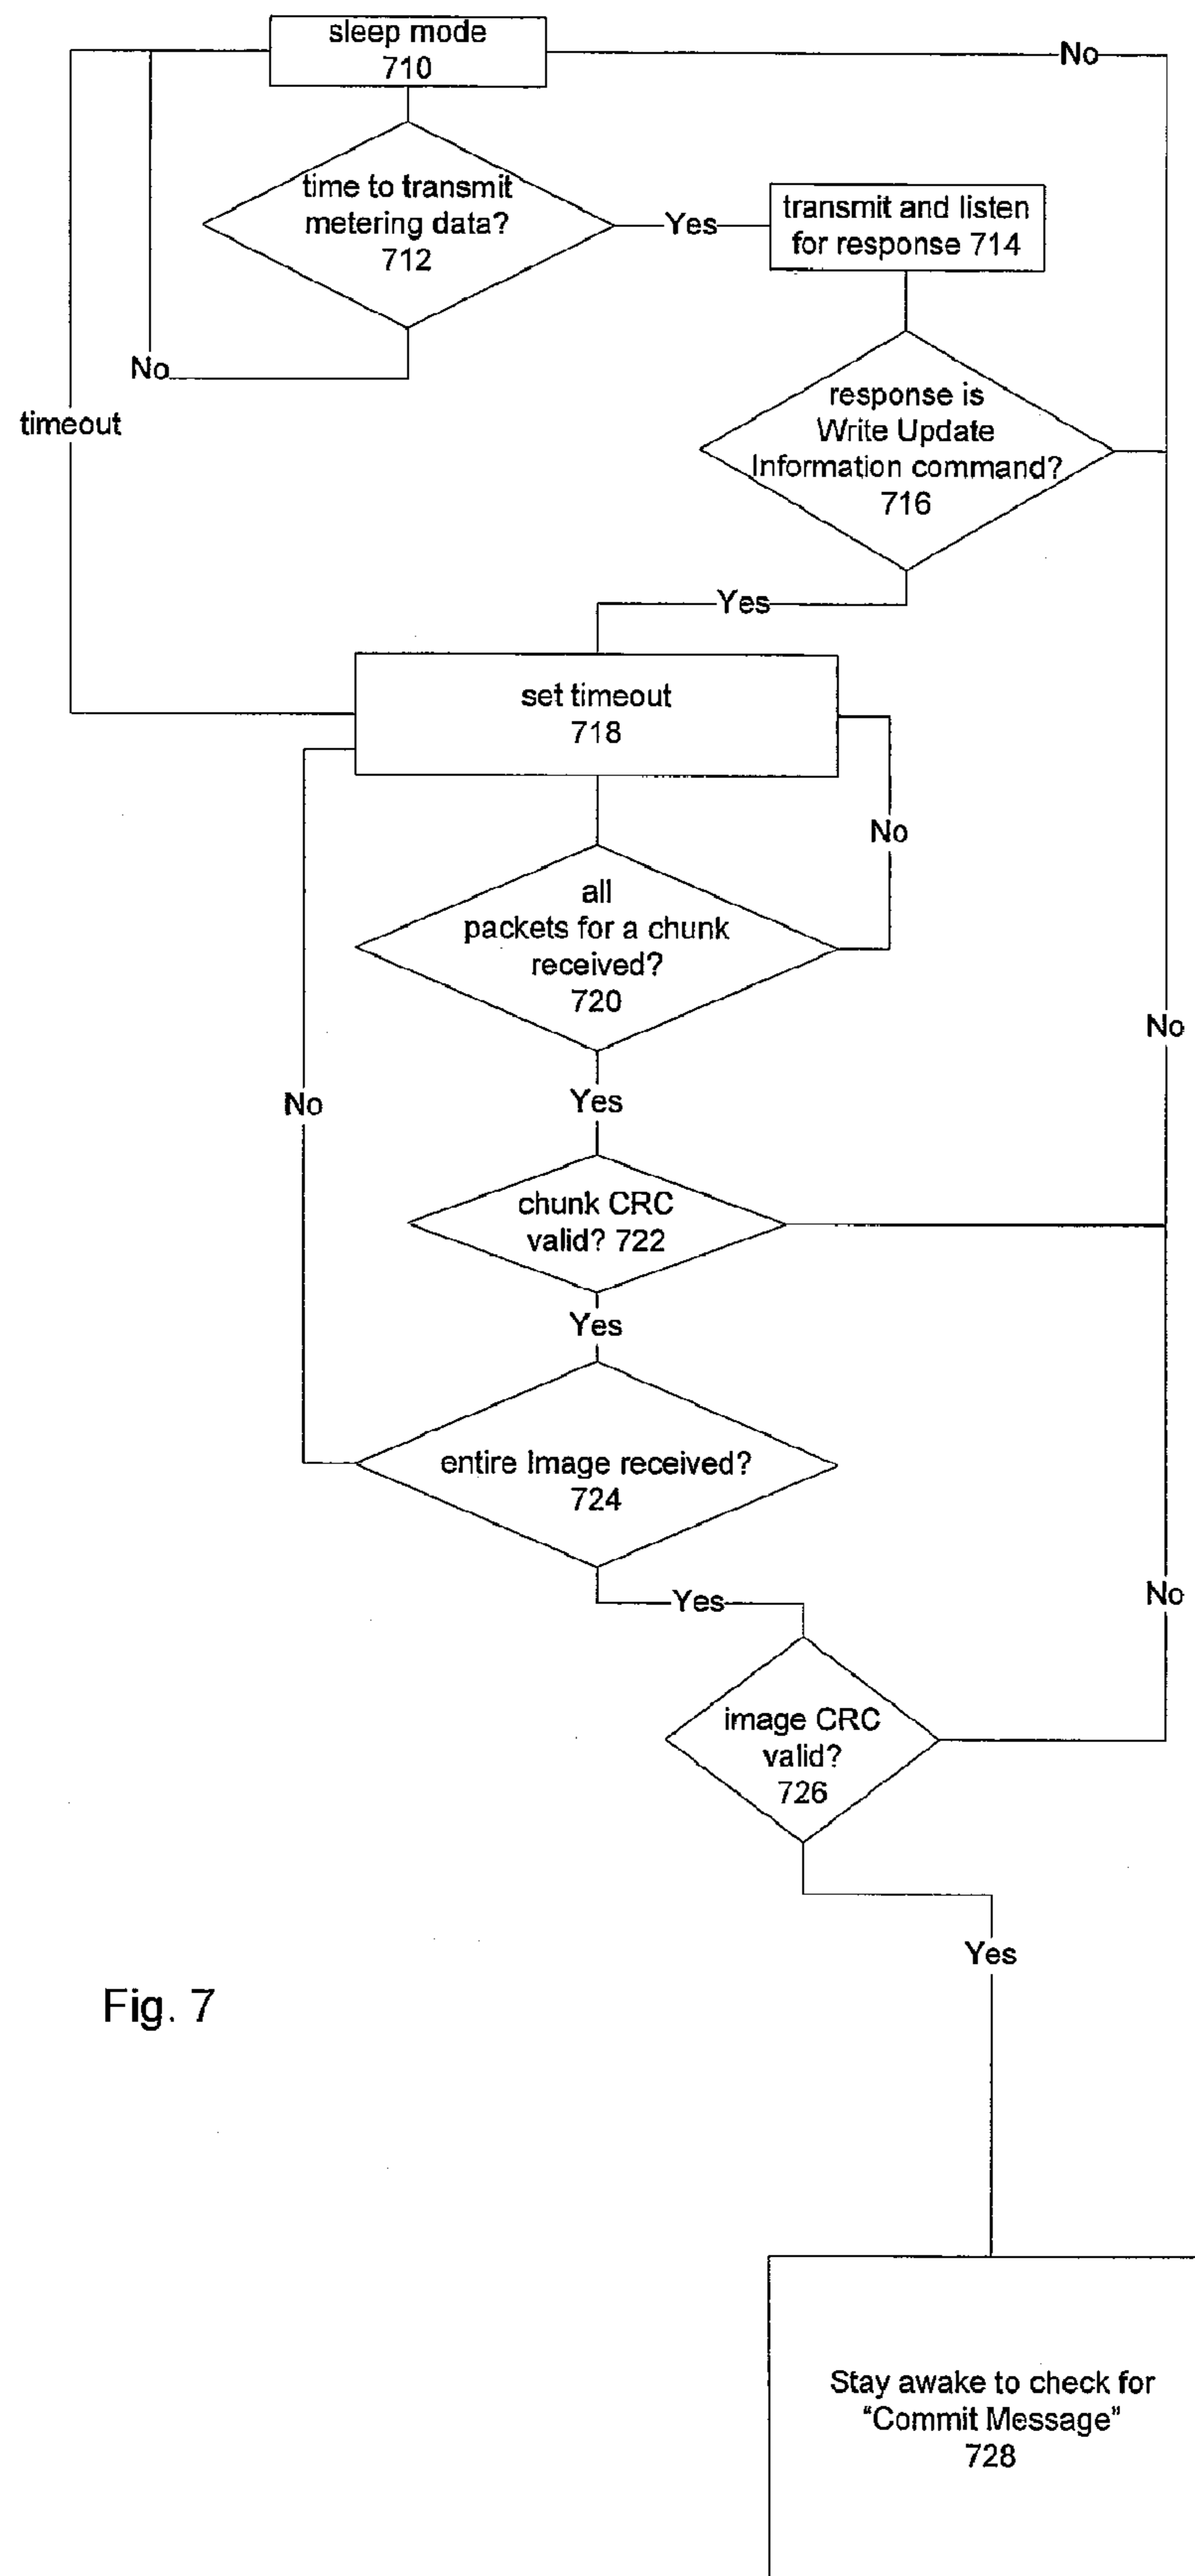 sleep mode
710
No
time to transmit
metering data?
712
Yes
transmit and listen
for response 714
No
timeout
response is
Write Update
Information command?
716
Yes
set timeout
718
No
all
packets for a chunk
received?
720
No
No
Yes
chunk CRC
valid? 722
Yes
entire Image received?
724
Yes
No
image CRC
valid?
726
Yes
Fig. 7
Stay awake to check for
“Commit Message”
728